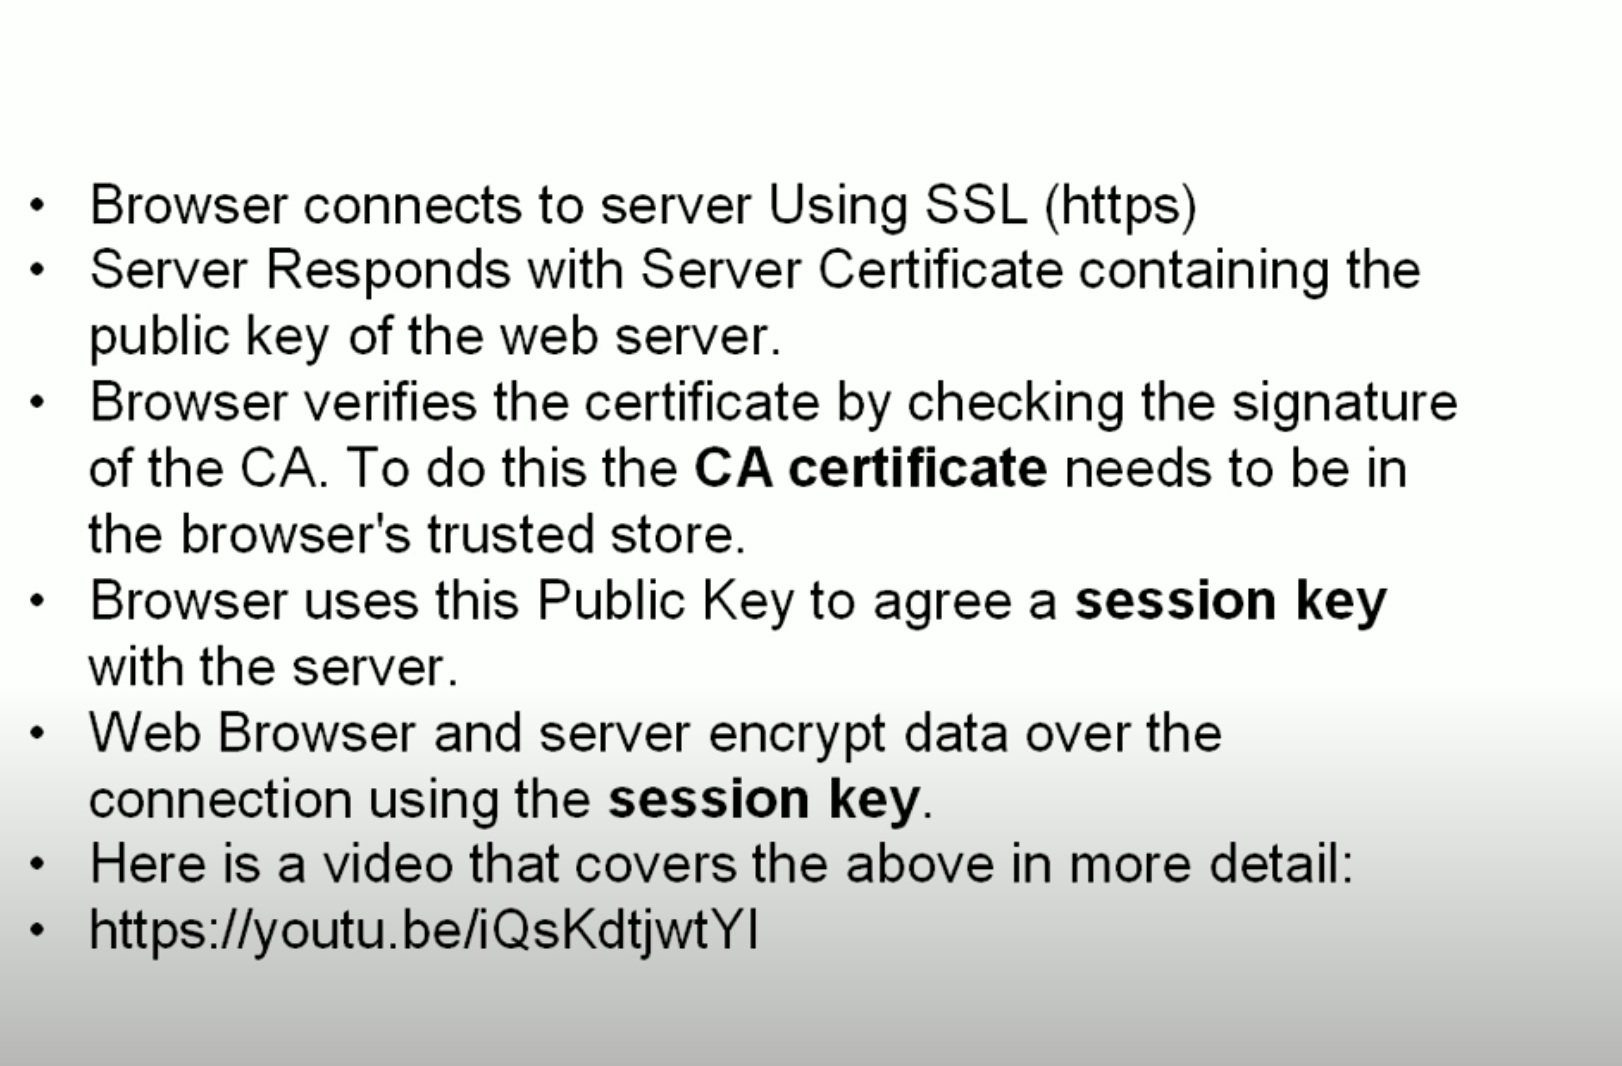 • Browser connects to server Using SSL (https)
• Server Responds with Server Certificate containing the
public key of the web server.
• Browser verifies the certificate by checking the signature
of the CA. To do this the CA certificate needs to be in
the browser's trusted store.
• Browser uses this Public Key to agree a session key
with the server.
• Web Browser and server encrypt data over the
connection using the session key.
• Here is a video that covers the above in more detail:
• https://youtu.be/iQsKdtjwtYI